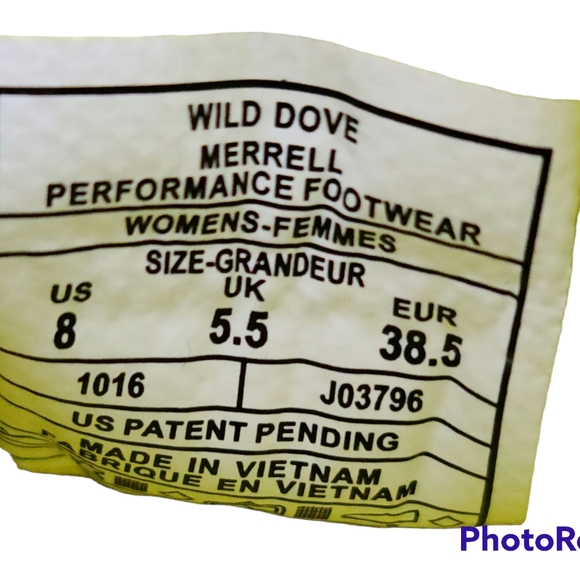 WILD DOVE
MERRELL
PERFORMANCE FOOTWEAR
WOMENS-FEMMES
SIZE-GRANDEUR
US UK EUR
8 5.5 38.5
1016 J03796
US PATENT PENDING
MADE IN VIETNAM
FABRIQUE EN VIETNAM